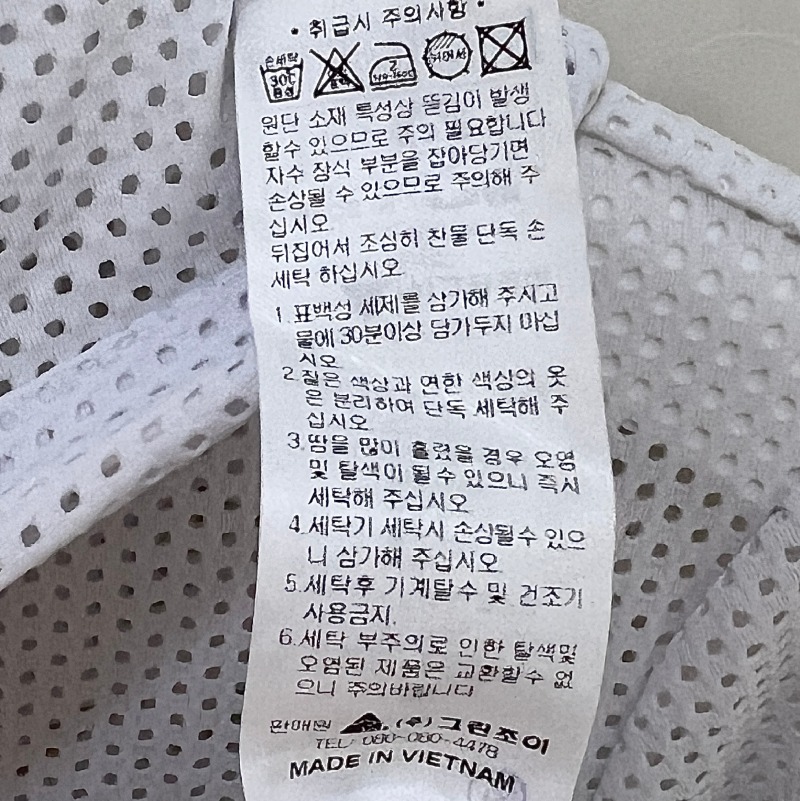 • 취급시 주의사항 •
손세탁
30℃
중성
원단 소재 특성상 뜯김이 발생
할수 있으므로 주의 필요합니다
자수 장식 부분을 잡아당기면
손상될 수 있으므로 주의해 주
십시오
뒤집어서 조심히 찬물 단독 손
세탁 하십시오
1.표백성 세제를 삼가해 주시고
물에 30분이상 담가두지 마십
시오
2.짙은 색상과 연한 색상의 옷
은 분리하여 단독 세탁해 주
십시오
3.땀을 많이 흘렸을 경우 오염
및 탈색이 될 수 있으니 즉시
세탁해 주십시오
4.세탁기 세탁시 손상될수 있으
니 삼가해 주십시오
5.세탁후 기계탈수 및 건조기
사용금지.
6.세탁 부주의로 인한 탈색및
오염된 제품은 교환할수 없
으니 주의바랍니다
판매원 (주)그린조이
TEL: 080-080-4478
MADE IN VIETNAM